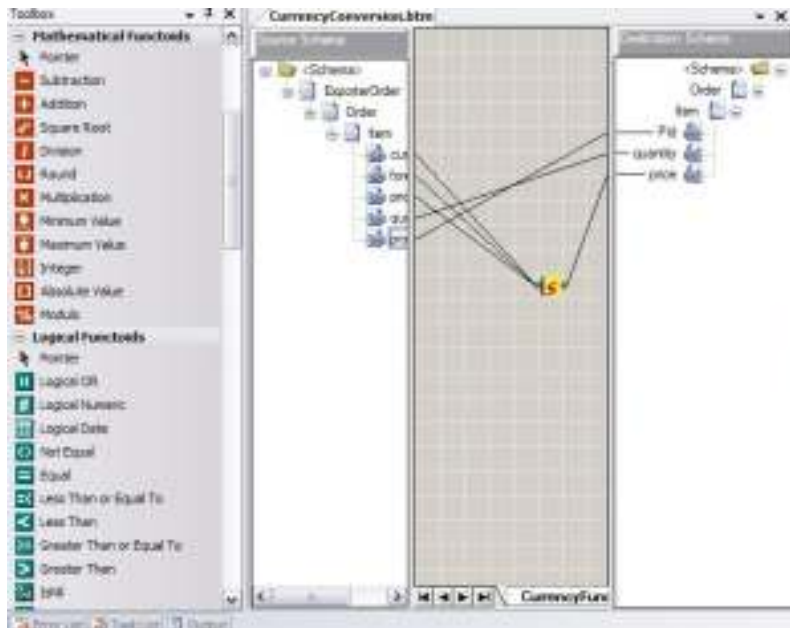 Toolbox
CurrencyConversion.btm
Mathematical Functoids
Pointer
Subtraction
Addition
Square Root
Division
Round
Multiplication
Minimum Value
Maximum Value
Integer
Absolute Value
Modulo
Logical Functoids
Pointer
Logical OR
Logical Numeric
Logical Date
Not Equal
Equal
Less Than or Equal To
Less Than
Greater Than or Equal To
Greater Than
Source Schema
<Schema>
ExporterOrder
Order
Item
S
Destination Schema
<Schema>
Order
Item
quantity
price
CurrencyFunc
Error List
Task List
Output